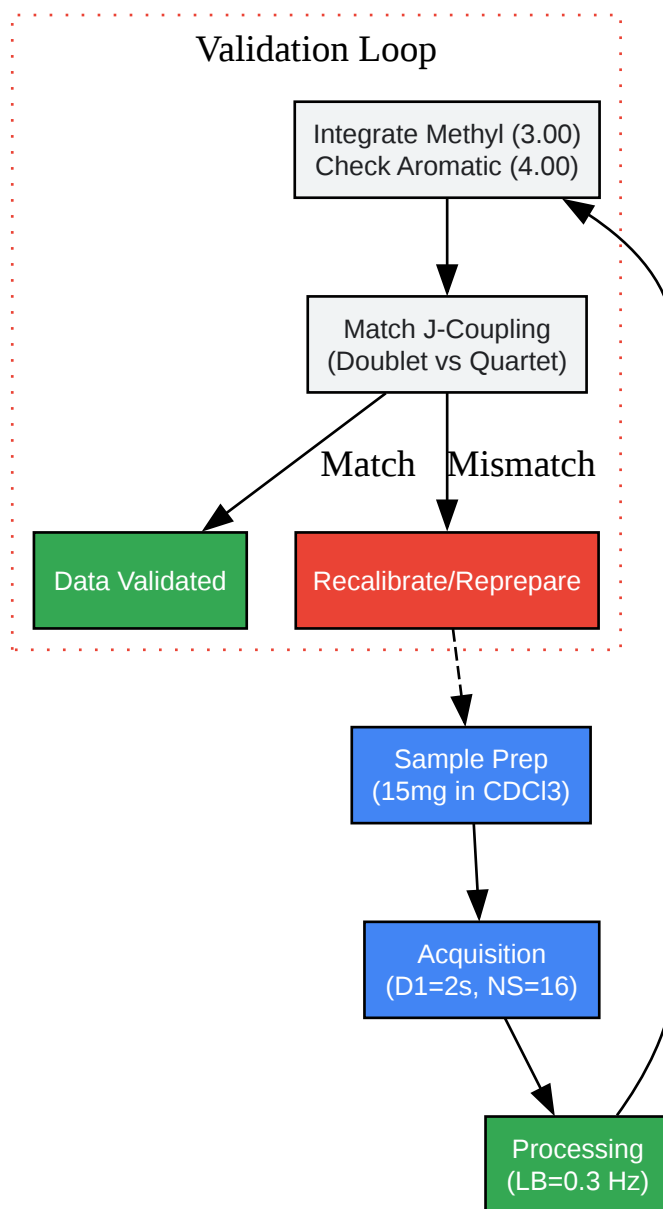 Validation Loop
Integrate Methyl (3.00)
Check Aromatic (4.00)
Match J-Coupling
(Doublet vs Quartet)
Match
Mismatch
Data Validated
Recalibrate/Reprepare
Sample Prep
(15mg in CDCl3)
Acquisition
(D1=2s, NS=16)
Processing
(LB=0.3 Hz)